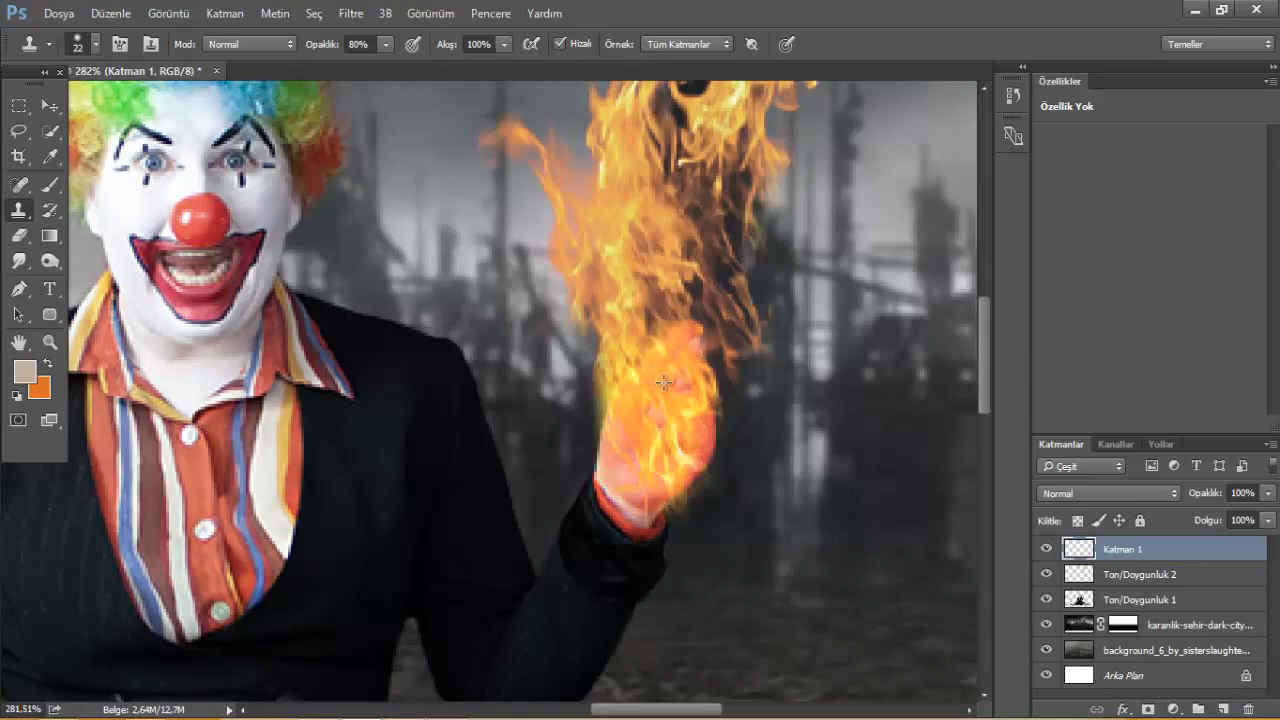 Ps Dosya Düzenle Görüntü Katman Metin Seç Filtre 3B Görünüm Pencere Yardım
22 Mod: Normal Opaklik: 80% Akış: 100% Hizalı Örnek: Tüm Katmanlar Temeller
282% (Katman 1, RGB/8) *
Özellikler
Özellik Yok
Katmanlar Kanallar Yollar
Çeşit
Normal Opaklik: 100%
Kilitle: Dolgu: 100%
Katman 1
Ton/Doygunluk 2
Ton/Doygunluk 1
karanlik-sehir-dark-city...
background_6_by_sisterslaughte...
Arka Plan
281,51% Belge: 2,64M/12,7M